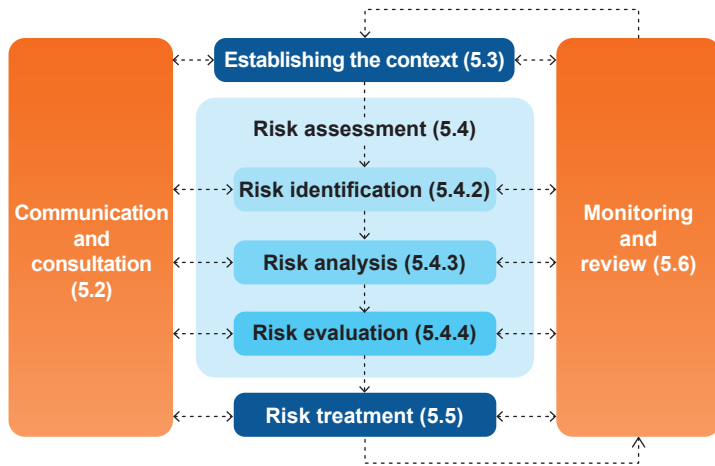 Establishing the context (5.3)
Risk assessment (5.4)
Risk identification (5.4.2)
Communication
and
consultation
(5.2)
Monitoring
and
review (5.6)
Risk analysis (5.4.3)
Risk evaluation (5.4.4)
Risk treatment (5.5)